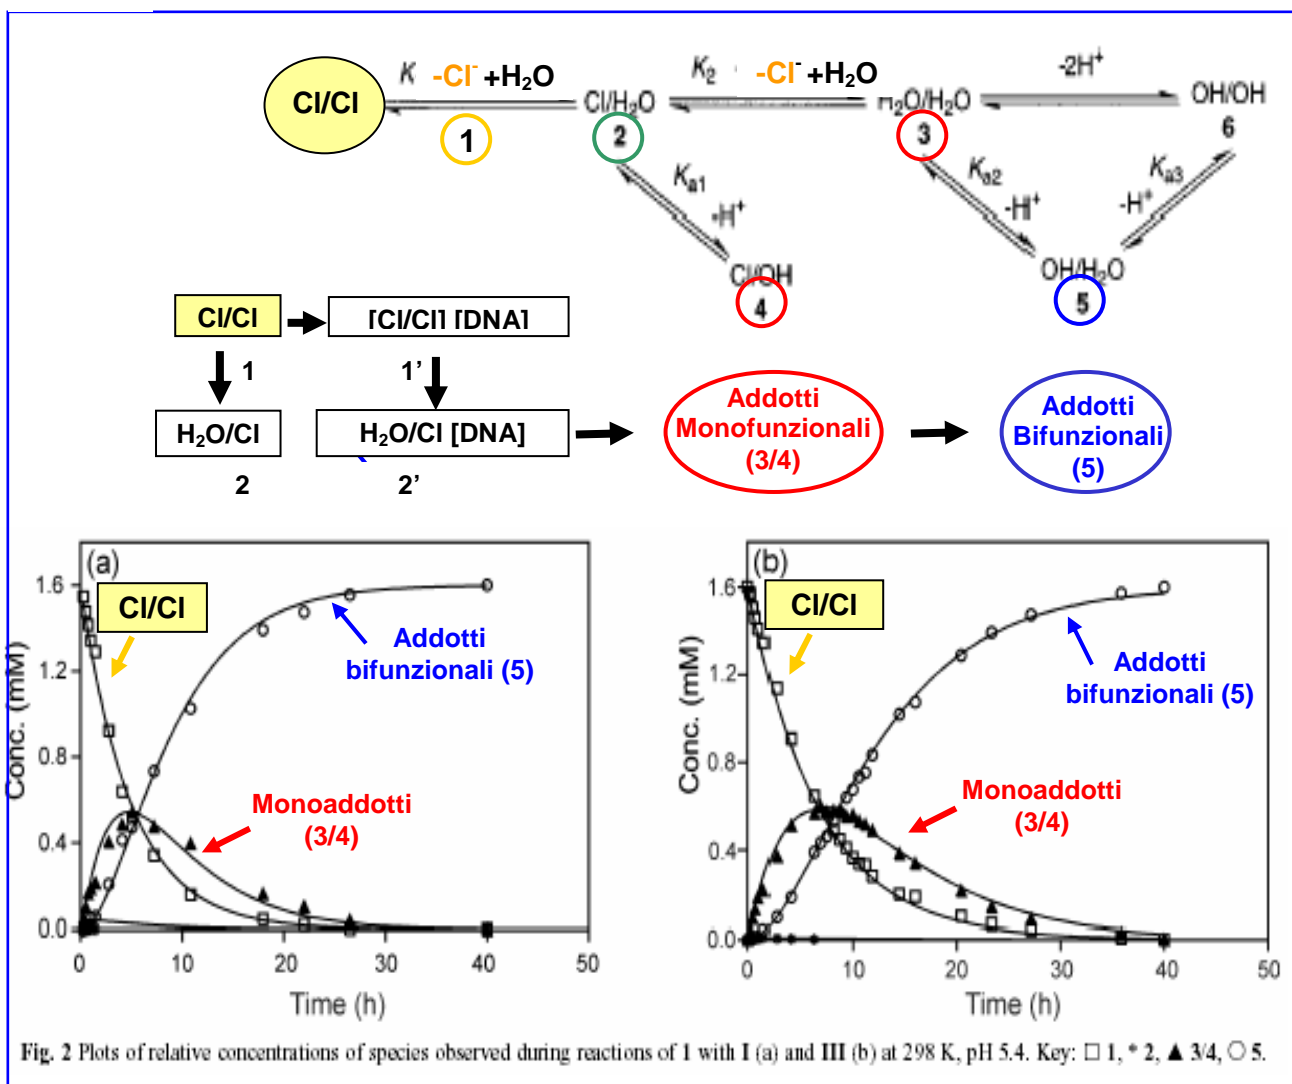 K -Cl⁻ +H₂O
K₂ -Cl⁻ +H₂O
-2H⁺
Cl/Cl
Cl/H₂O
H₂O/H₂O
OH/OH
1
2
3
6
Ka1
-H⁺
Ka2
-H⁺
Ka3
-H⁺
Cl/OH
4
OH/H₂O
5
Cl/Cl
[Cl/Cl] [DNA]
1
1’
H₂O/Cl
H₂O/Cl [DNA]
2
2’
Addotti
Monofunzionali
(3/4)
Addotti
Bifunzionali
(5)
(a)
Conc. (mM)
1.6
1.2
0.8
0.4
0.0
0 10 20 30 40 50
Time (h)
Cl/Cl
Addotti
bifunzionali (5)
Monoaddotti
(3/4)
(b)
Conc. (mM)
1.6
1.2
0.8
0.4
0.0
0 10 20 30 40 50
Time (h)
Cl/Cl
Addotti
bifunzionali (5)
Monoaddotti
(3/4)
Fig. 2 Plots of relative concentrations of species observed during reactions of 1 with I (a) and III (b) at 298 K, pH 5.4. Key: □ 1, * 2, ▲ 3/4, ○ 5.